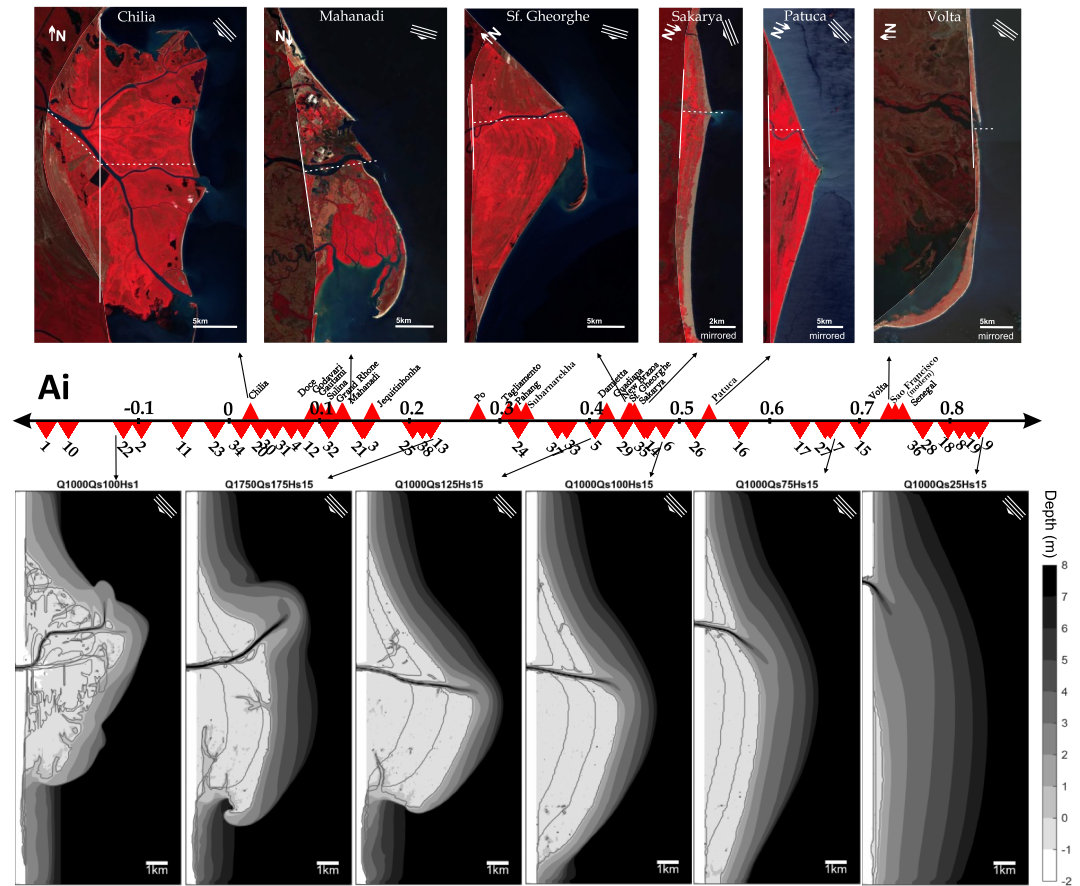 Chilia
Mahanadi
Sf. Gheorghe
Sakarya
Patuca
Volta
N
N
N
N
N
N
5km
5km
5km
2km
mirrored
5km
mirrored
5km
mirrored
Ai
Chilia
Doce
Godavari
Sulina
Grand Rhone
Mahanadi
Jequitinhonha
Po
Tagliamento
Pahang
Subamarekha
Damietta
Guadiana
New Brazos
Sf. Gheorghe
Sakarya
Patuca
Volta
Sao Francisco
(modern)
Senegal
-0.1
0
0.1
0.2
0.3
0.4
0.5
0.6
0.7
0.8
1
10
22
2
11
23
34
20
30
31
4
12
32
21
3
25
38
13
24
37
33
5
29
35
14
6
26
16
17
27
7
15
36
28
18
8
19
9
Q1000Qs100Hs1
Q1750Qs175Hs15
Q1000Qs125Hs15
Q1000Qs100Hs15
Q1000Qs75Hs15
Q1000Qs25Hs15
1km
1km
1km
1km
1km
1km
Depth (m)
8
7
6
5
4
3
2
1
0
-1
-2